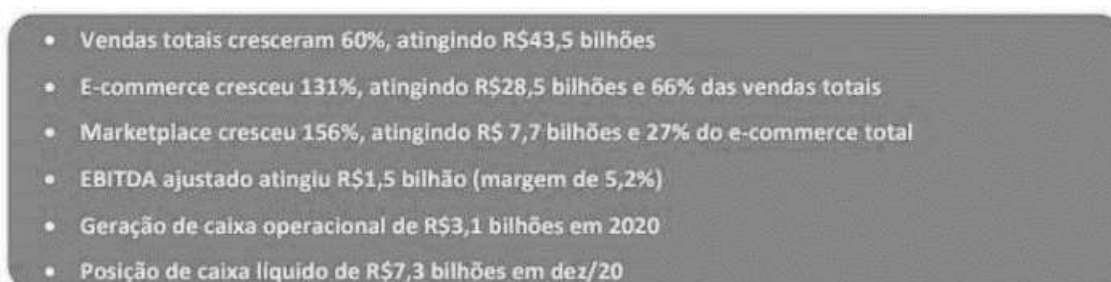 • Vendas totais cresceram 60%, atingindo R$43,5 bilhões
• E-commerce cresceu 131%, atingindo R$28,5 bilhões e 66% das vendas totais
• Marketplace cresceu 156%, atingindo R$ 7,7 bilhões e 27% do e-commerce total
• EBITDA ajustado atingiu R$1,5 bilhão (margem de 5,2%)
• Geração de caixa operacional de R$3,1 bilhões em 2020
• Posição de caixa líquido de R$7,3 bilhões em dez/20